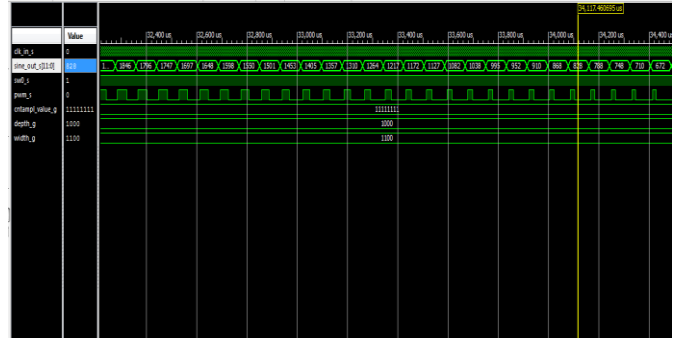 34,117.460695 us
Value
32,400 us 32,600 us 32,800 us 33,000 us 33,200 us 33,400 us 33,600 us 33,800 us 34,000 us 34,200 us 34,400 us
clk_in_s 0
sine_out_s[11:0] 828 1... 1846 1796 1747 1697 1648 1598 1550 1501 1453 1405 1357 1310 1264 1217 1172 1127 1082 1038 995 952 910 868 828 788 748 710 672
sw0_s 1
pwm_s 0
cntampl_value_g 11111111 11111111
depth_g 1000 1000
width_g 1100 1100